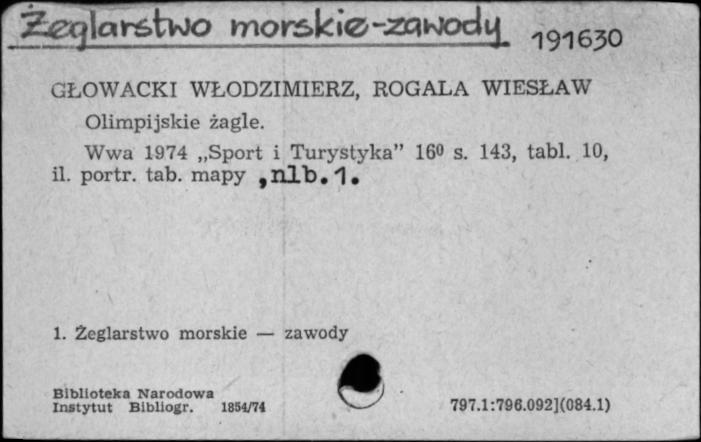 Żeglarstwo morskie-zawody 191630
GŁOWACKI WŁODZIMIERZ, ROGALA WIESŁAW
Olimpijskie żagle.
Wwa 1974 „Sport i Turystyka” 16⁰ s. 143, tabl. 10,
il. portr. tab. mapy ,nlb.1.
1. Żeglarstwo morskie — zawody
Biblioteka Narodowa
Instytut Bibliogr. 1854/74 797.1:796.092](084.1)